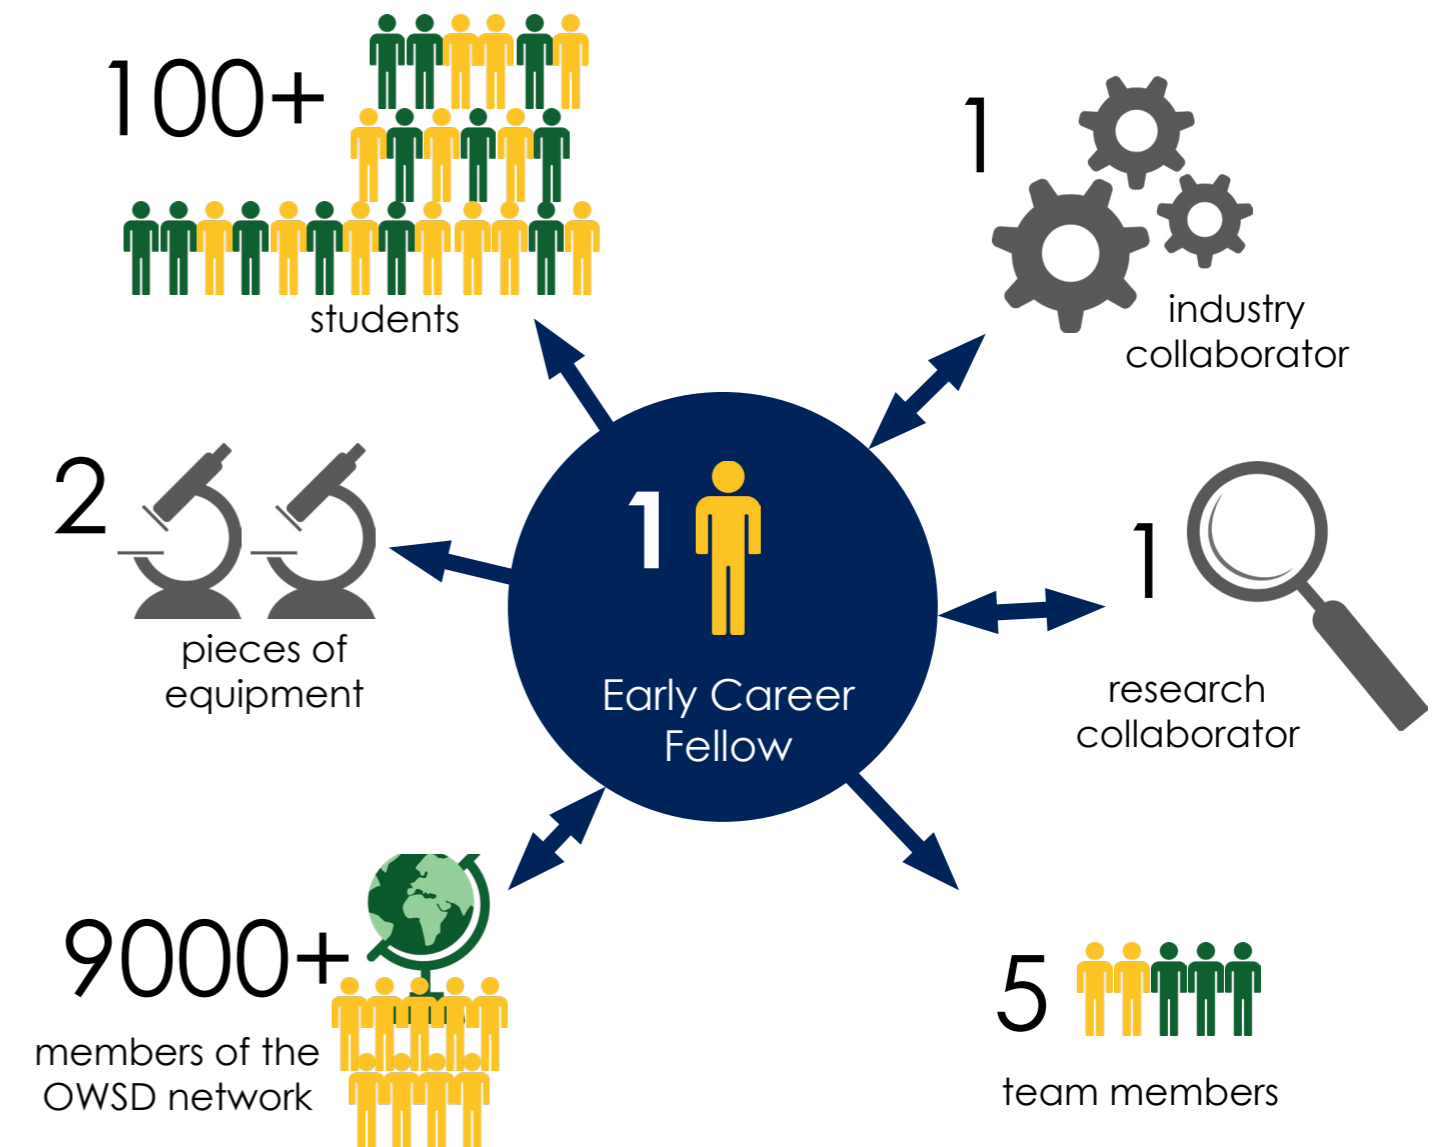 100+
students
1
industry
collaborator
2
pieces of
equipment
1
Early Career
Fellow
1
research
collaborator
9000+
members of the
OWSD network
5
team members